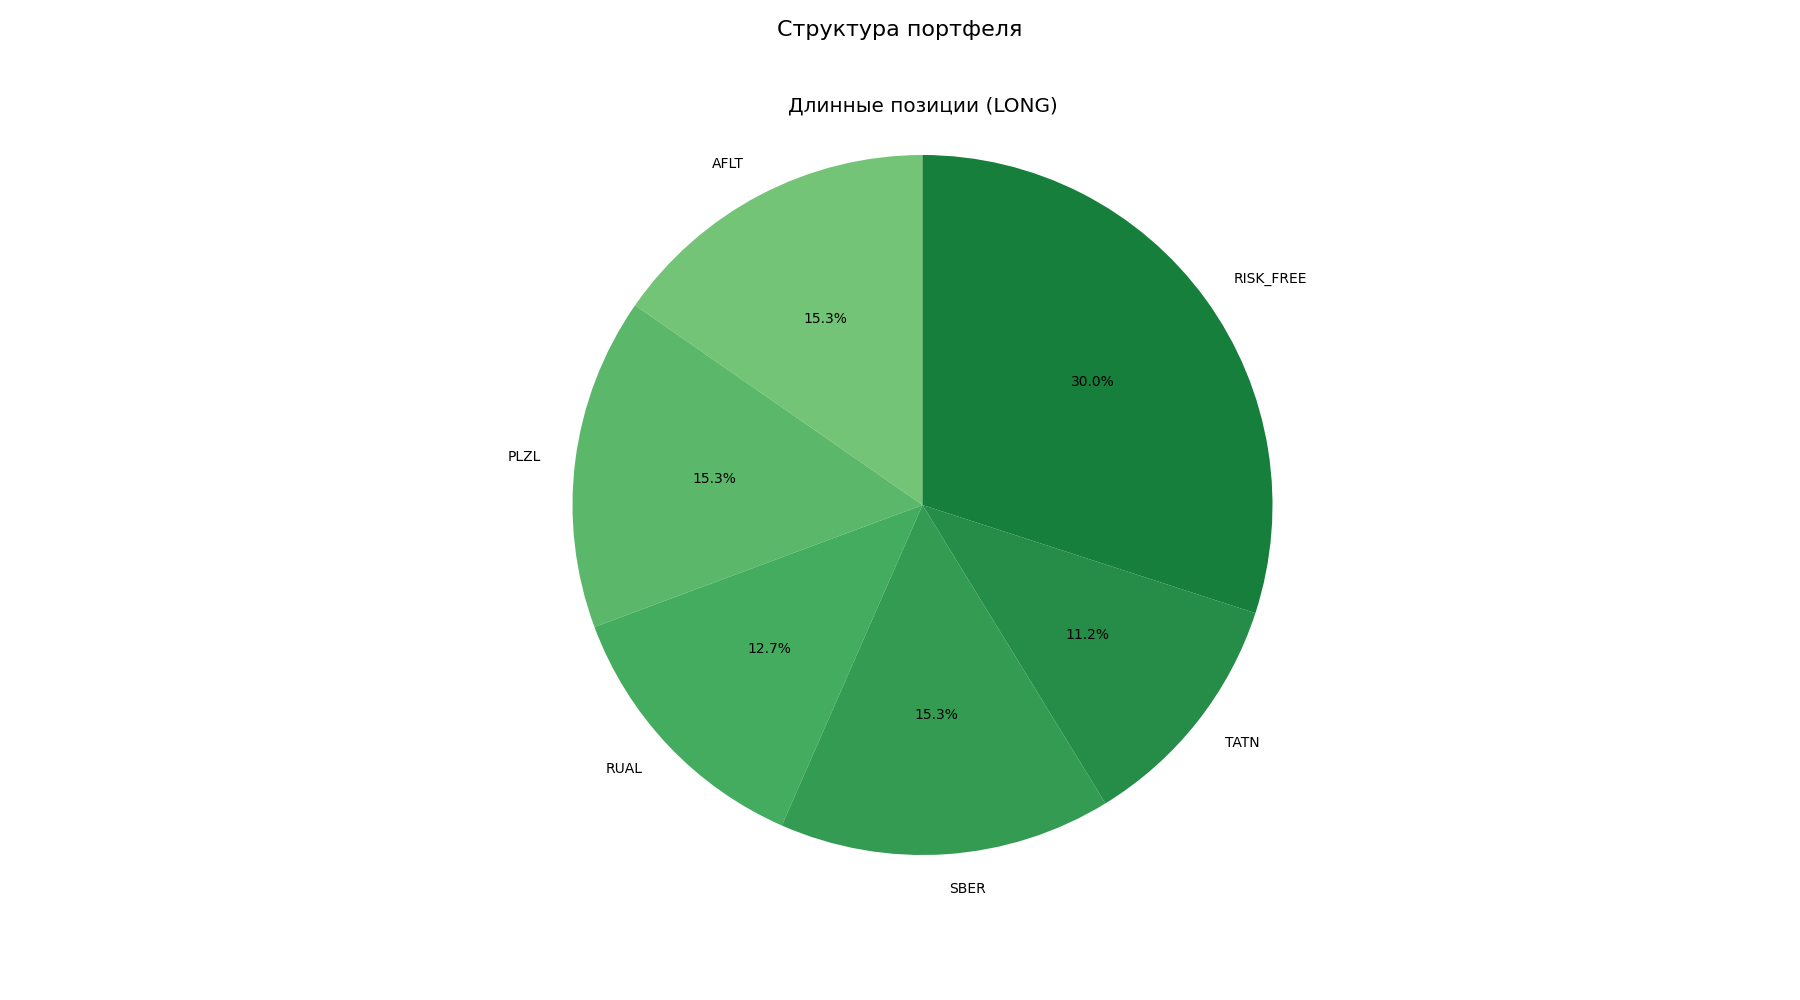 Структура портфеля
Длинные позиции (LONG)
AFLT
RISK_FREE
15.3%
30.0%
PLZL
15.3%
11.2%
12.7%
15.3%
TATN
RUAL
SBER